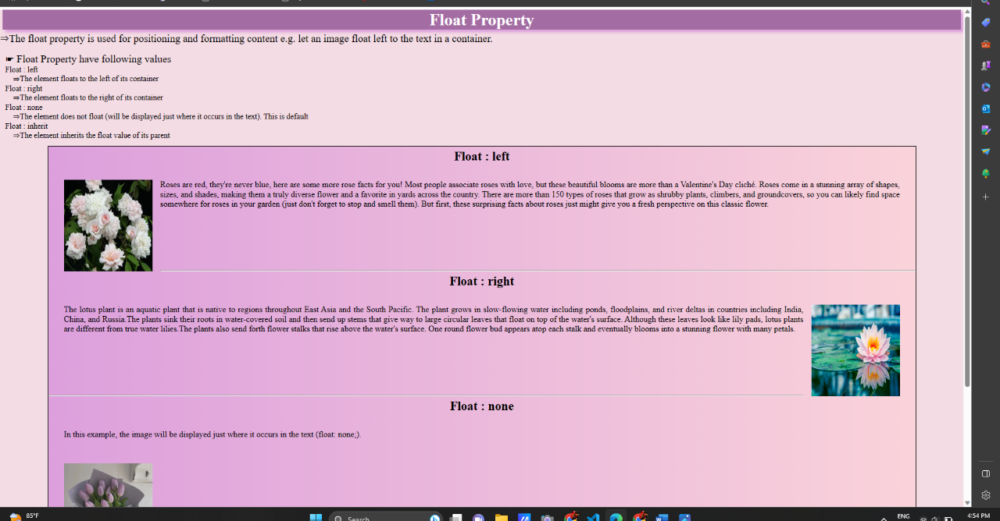 Float Property
⇒The float property is used for positioning and formatting content e.g. let an image float left to the text in a container.
☛ Float Property have following values
Float : left
⇒The element floats to the left of its container
Float : right
⇒The element floats to the right of its container
Float : none
⇒The element does not float (will be displayed just where it occurs in the text). This is default
Float : inherit
⇒The element inherits the float value of its parent
Float : left
Roses are red, they're never blue, here are some more rose facts for you! Most people associate roses with love, but these beautiful blooms are more than a Valentine's Day cliché. Roses come in a stunning array of shapes,
sizes, and shades, making them a truly diverse flower and a favorite in yards across the country. There are more than 150 types of roses that grow as shrubby plants, climbers, and groundcovers, so you can likely find space
somewhere for roses in your garden (just don't forget to stop and smell them). But first, these surprising facts about roses just might give you a fresh perspective on this classic flower.
Float : right
The lotus plant is an aquatic plant that is native to regions throughout East Asia and the South Pacific. The plant grows in slow-flowing water including ponds, floodplains, and river deltas in countries including India,
China, and Russia.The plants sink their roots in water-covered soil and then send up stems that give way to large circular leaves that float on top of the water's surface. Although these leaves look like lily pads, lotus plants
are different from true water lilies.The plants also send forth flower stalks that rise above the water's surface. One round flower bud appears atop each stalk and eventually blooms into a stunning flower with many petals.
Float : none
In this example, the image will be displayed just where it occurs in the text (float: none;).
85°F
Search
ENG
4:54 PM